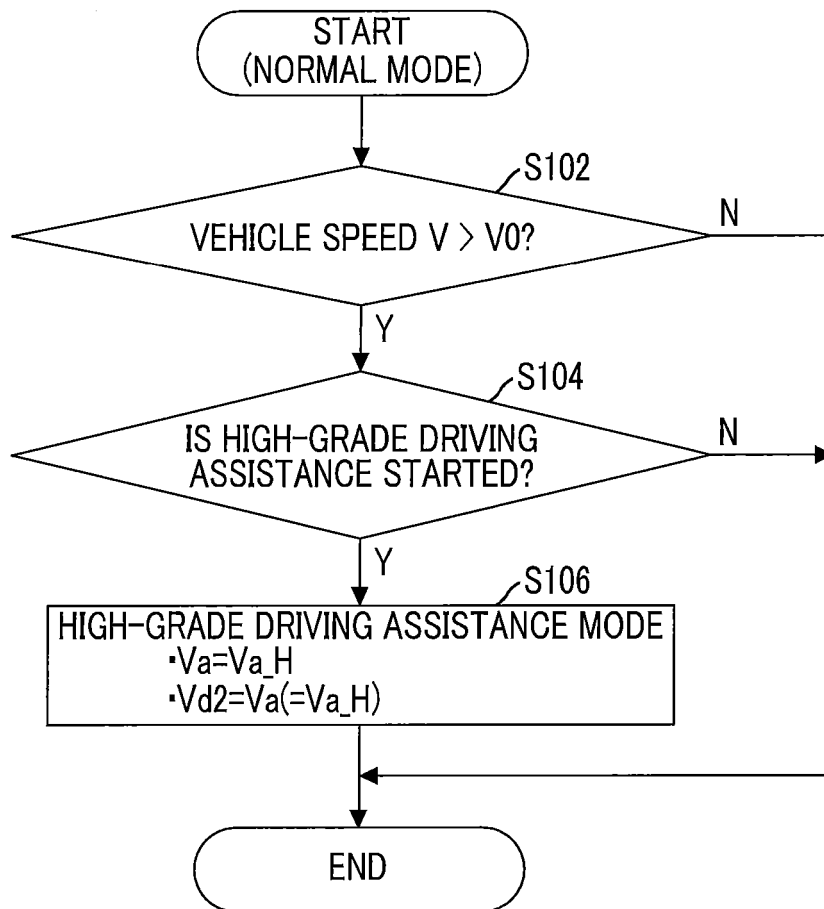 START
(NORMAL MODE)
S102
VEHICLE SPEED V > V0?
N
Y
S104
IS HIGH-GRADE DRIVING
ASSISTANCE STARTED?
N
Y
S106
HIGH-GRADE DRIVING ASSISTANCE MODE
・Va=Va_H
・Vd2=Va(=Va_H)
END